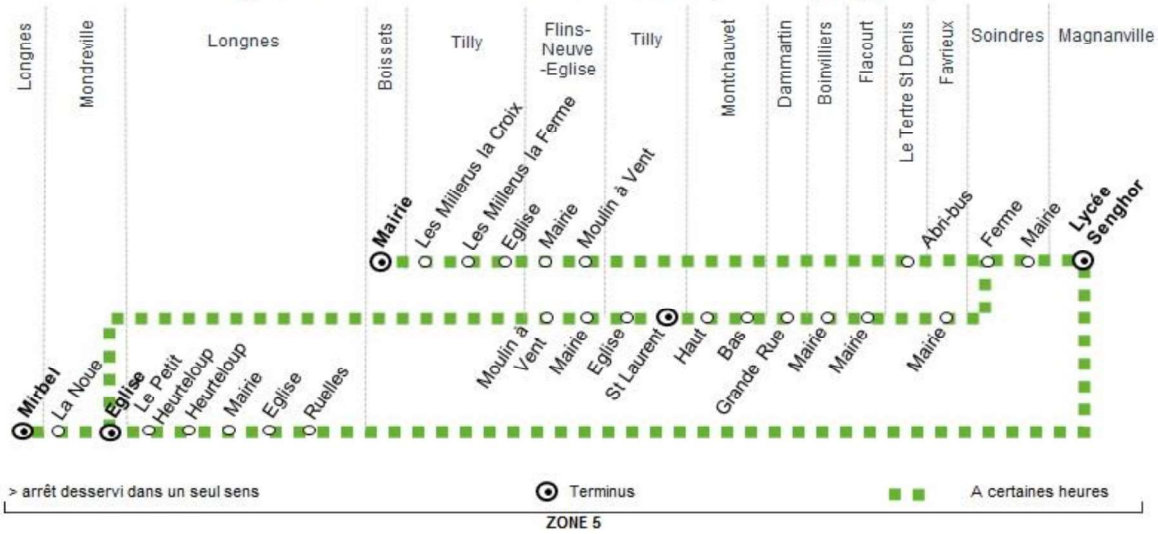 Longnes
Mondreville
Longnes
Boissets
Tilly
Flins-
Neuve
-Eglise
Tilly
Montchauvet
Dammartin
Boinvilliers
Flacourt
Le Tertre St Denis
Favrieux
Soindres
Magnanville
Mairie
Les Millerus la Croix
Les Millerus la Ferme
Eglise
Mairie
Moulin à Vent
Abri-bus
Ferme
Mairie
Lycée
Senghor
Moulin à
Vent
Mairie
Eglise
St Laurent
Haut
Bas
Grande Rue
Mairie
Mairie
Mairie
Mirbel
La Noue
Eglise
Le Petit
Heurteloup
Heurteloup
Mairie
Eglise
Ruelles
> arrêt desservi dans un seul sens
Terminus
A certaines heures
ZONE 5